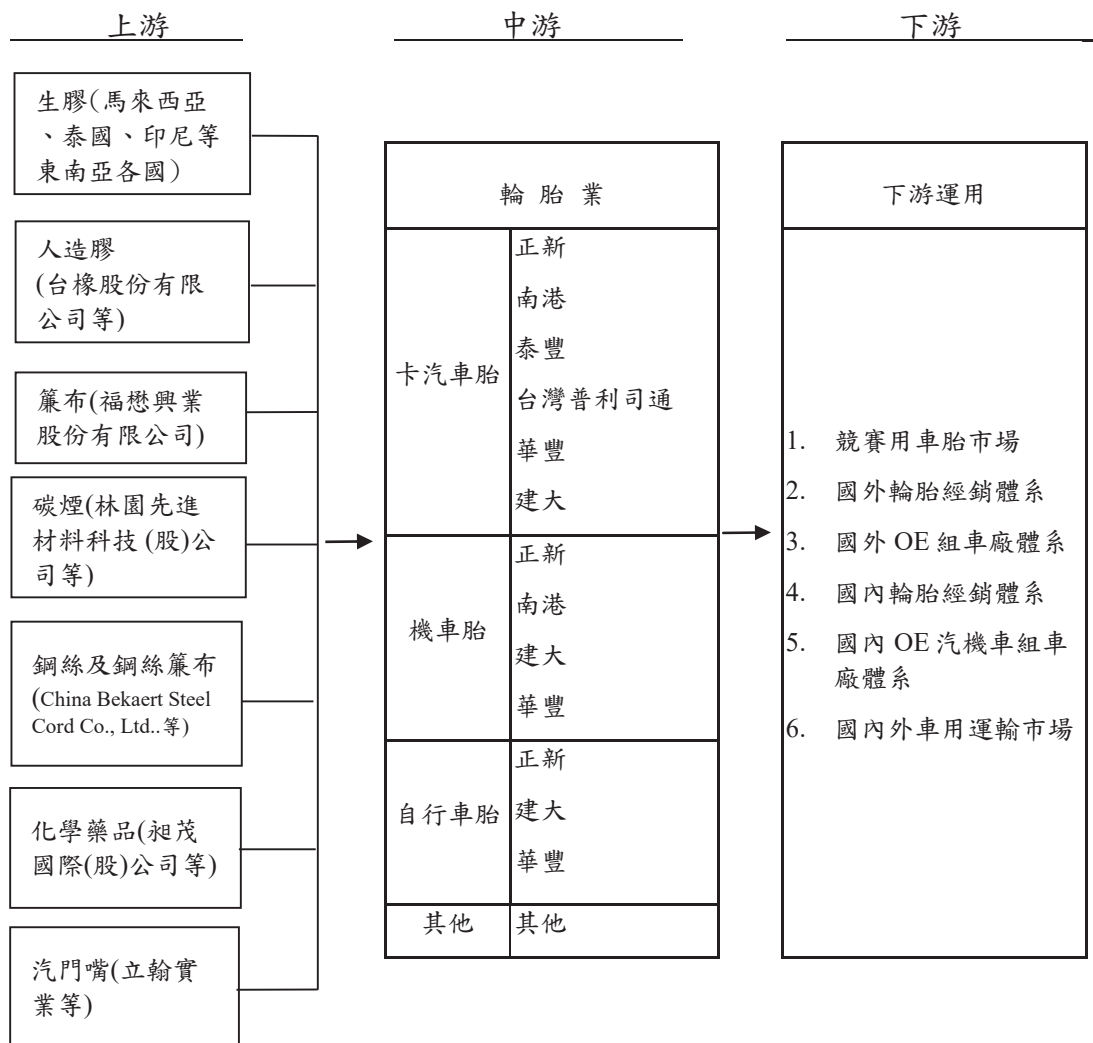 上游
中游
下游
生膠(馬來西亞
、泰國、印尼等
東南亞各國)
人造膠
(台橡股份有限
公司等)
簾布(福懋興業
股份有限公司)
碳煙(林園先進
材料科技 (股)公
司等)
鋼絲及鋼絲簾布
(China Bekaert Steel
Cord Co., Ltd..等)
化學藥品(昶茂
國際(股)公司等)
汽門嘴(立翰實
業等)
輪 胎 業
卡汽車胎
正新
南港
泰豐
台灣普利司通
華豐
建大
機車胎
正新
南港
建大
華豐
自行車胎
正新
建大
華豐
其他
其他
下游運用
1. 競賽用車胎市場
2. 國外輪胎經銷體系
3. 國外 OE 組車廠體系
4. 國內輪胎經銷體系
5. 國內 OE 汽機車組車
廠體系
6. 國內外車用運輸市場